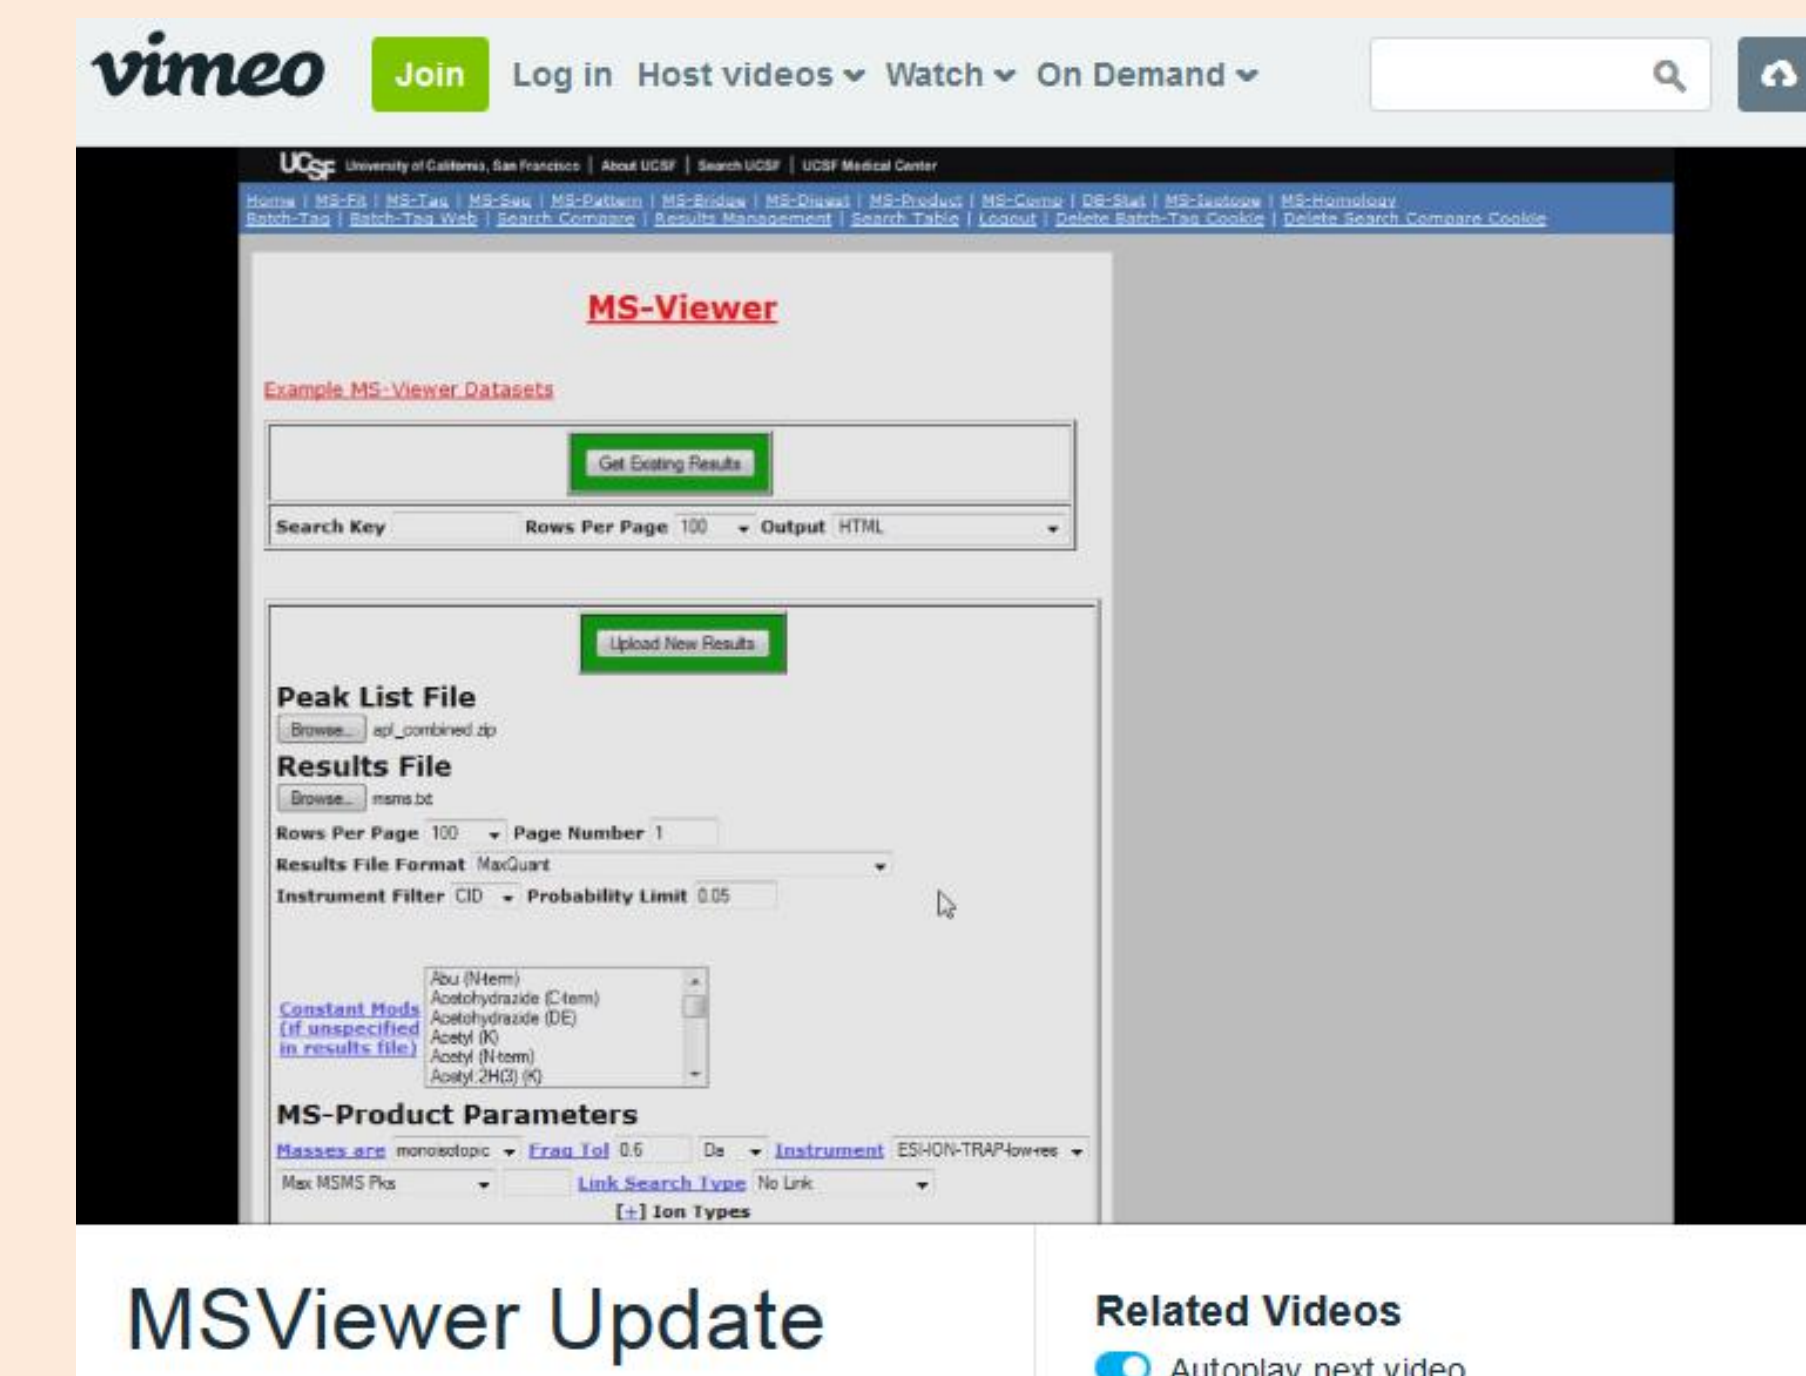 vimeo Join Log in Host videos Watch On Demand
UCSF University of California, San Francisco | About UCSF | Search UCSF | UCSF Medical Center
Home | MS-Fit | MS-Tag | MS-Seq | MS-Pattern | MS-Bridge | MS-Digest | MS-Product | MS-Comp | DB-Stat | MS-Isotope | MS-Homology
Batch-Tag | Batch-Tag Web | Search Compare | Results Management | Search Table | Logout | Delete Batch-Tag Cookie | Delete Search Compare Cookie
MS-Viewer
Example MS-Viewer Datasets
Get Existing Results
Search Key Rows Per Page 100 Output HTML
Upload New Results
Peak List File
Browse... apl_combined.zip
Results File
Browse... msms.txt
Rows Per Page 100 Page Number 1
Results File Format MaxQuant
Instrument Filter CID Probability Limit 0.05
Abu (N-term)
Acetohydrazide (C-term)
Acetohydrazide (DE)
Acetyl (K)
Acetyl (N-term)
Acetyl:2H(3) (K)
Constant Mods
(if unspecified
in results file)
MS-Product Parameters
Masses are monoisotopic Frag Tol 0.6 Da Instrument ESI-ION-TRAP-low-res
Max MSMS Pks Link Search Type No Link
[+] Ion Types
MSViewer Update
Related Videos
Autoplay next video